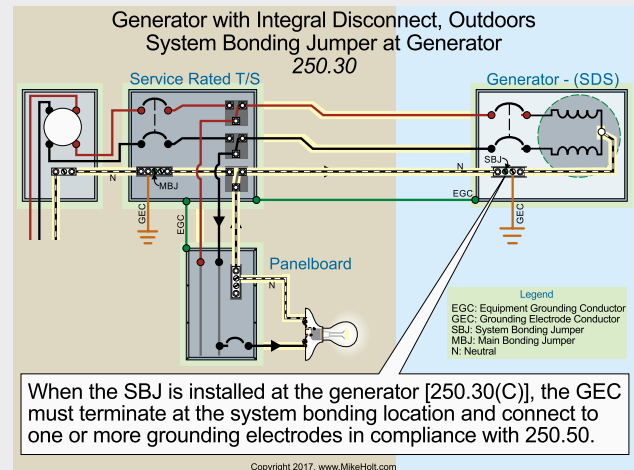 Generator with Integral Disconnect, Outdoors
System Bonding Jumper at Generator
250.30
Service Rated T/S
Generator - (SDS)
SBJ
N
MBJ
N
EGC
GEC
EGC
GEC
Panelboard
N
Legend
EGC: Equipment Grounding Conductor
GEC: Grounding Electrode Conductor
SBJ: System Bonding Jumper
MBJ: Main Bonding Jumper
N: Neutral
When the SBJ is installed at the generator [250.30(C)], the GEC
must terminate at the system bonding location and connect to
one or more grounding electrodes in compliance with 250.50.
Copyright 2017, www.MikeHolt.com